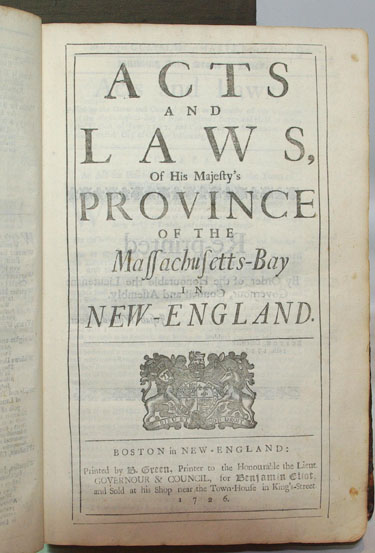 ACTS
AND
LAWS,
Of His Majeſty's
PROVINCE
OF THE
Maſſachuſetts-Bay
IN
NEW-ENGLAND.
BOSTON in NEW-ENGLAND:
Printed by B. Green, Printer to the Honourable the Lieut.
GOVERNOUR & COUNCIL, for Benjamin Eliot,
and Sold at his Shop near the Town-House in King's-Street
1726.